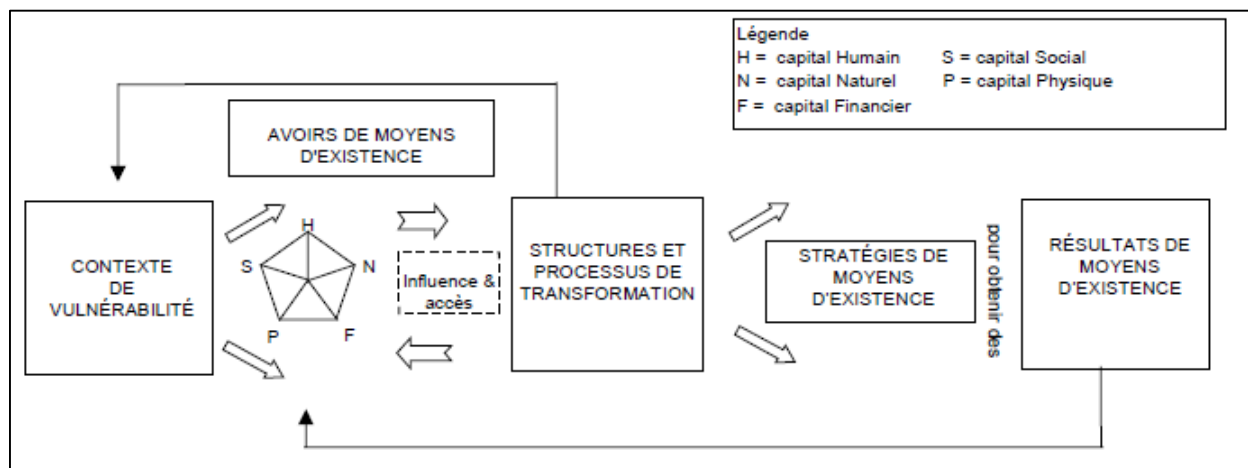 Légende
H = capital Humain S = capital Social
N = capital Naturel P = capital Physique
F = capital Financier
AVOIRS DE MOYENS
D'EXISTENCE
CONTEXTE
DE
VULNÉRABILITÉ
H
S
N
P
F
Influence &
accès
STRUCTURES ET
PROCESSUS DE
TRANSFORMATION
STRATÉGIES DE
MOYENS
D'EXISTENCE
pour obtenir des
RÉSULTATS DE
MOYENS
D'EXISTENCE